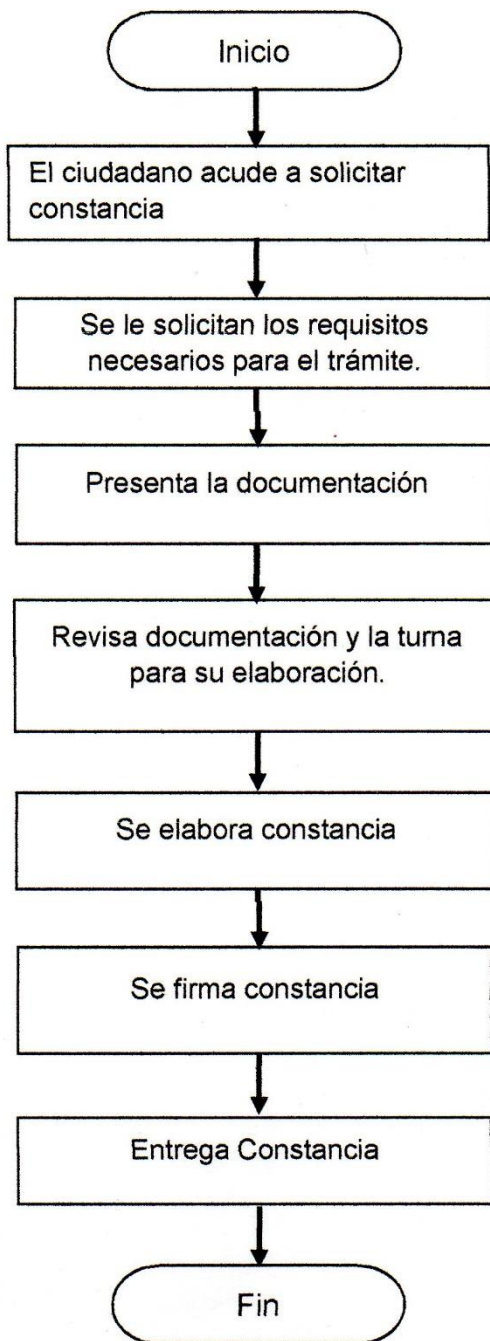 Inicio
El ciudadano acude a solicitar
constancia
Se le solicitan los requisitos
necesarios para el trámite.
Presenta la documentación
Revisa documentación y la turna
para su elaboración.
Se elabora constancia
Se firma constancia
Entrega Constancia
Fin